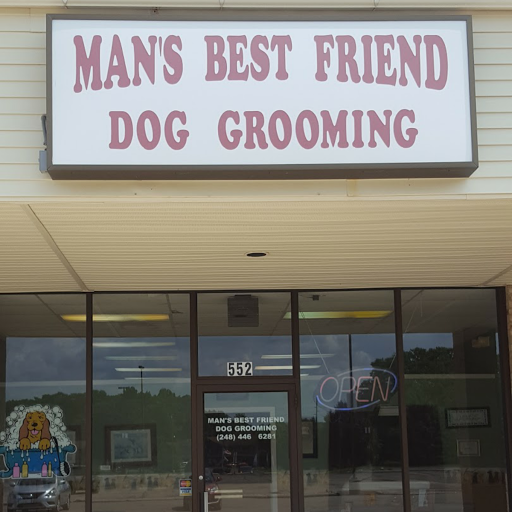 MAN'S BEST FRIEND
DOG GROOMING
552
OPEN
MAN'S BEST FRIEND
DOG GROOMING
(248) 446 6281